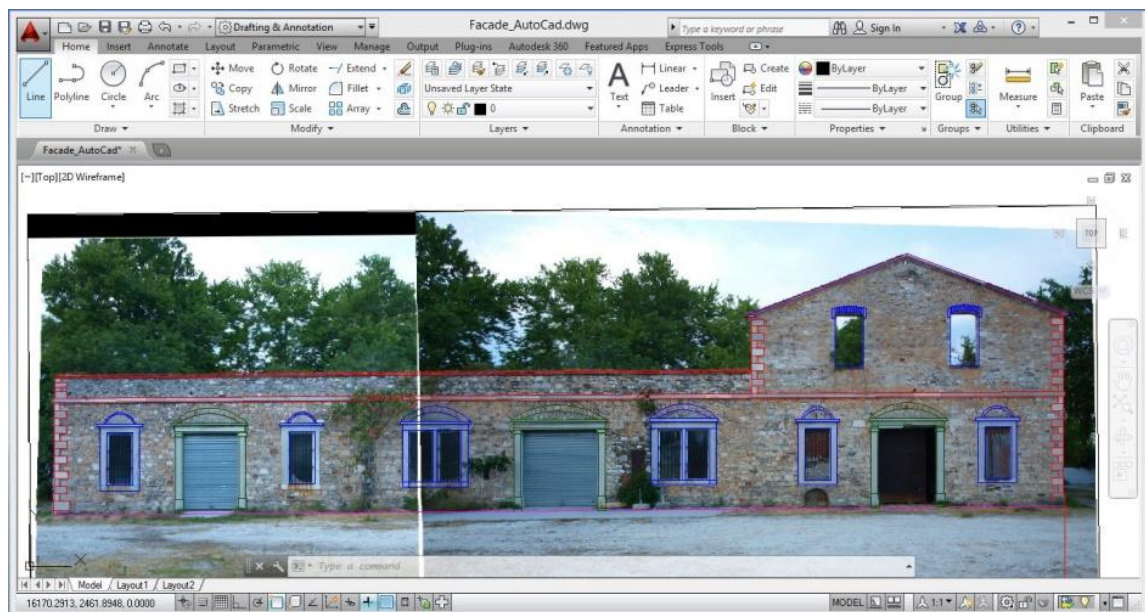 Drafting & Annotation Facade_AutoCad.dwg Type a keyword or phrase Sign In
Home Insert Annotate Layout Parametric View Manage Output Plug-ins Autodesk 360 Featured Apps Express Tools
Line Polyline Circle Arc
Move Rotate Extend
Copy Mirror Fillet
Stretch Scale Array
Unsaved Layer State
0
Text
Linear
Leader
Table
Insert
Create
Edit
ByLayer
ByLayer
ByLayer
Group
Measure
Paste
Draw Modify Layers Annotation Block Properties Groups Utilities Clipboard
Facade_AutoCad*
[−][Top][2D Wireframe]
TOP
X
Type a command
Model Layout1 Layout2
16170.2913, 2461.8948, 0.0000 MODEL 1:1